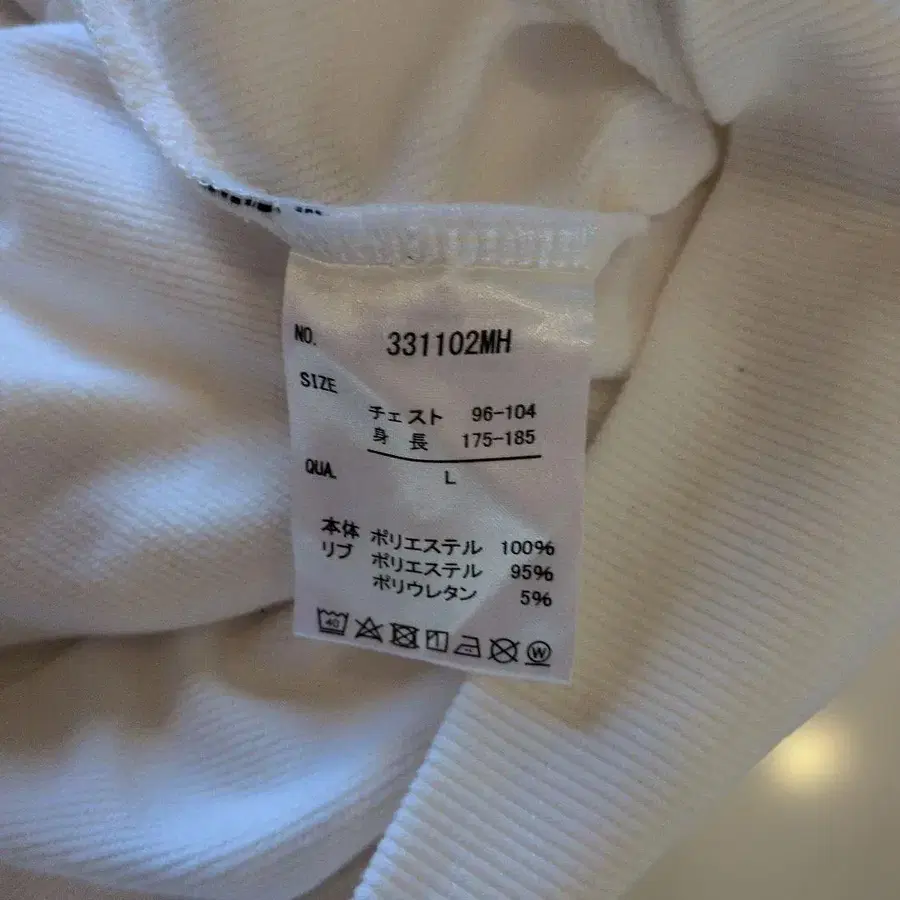 NO. 331102MH
SIZE
チェスト 96-104
身 長 175-185
QUA. L
本体 ポリエステル 100%
リブ ポリエステル 95%
ポリウレタン 5%
40 W